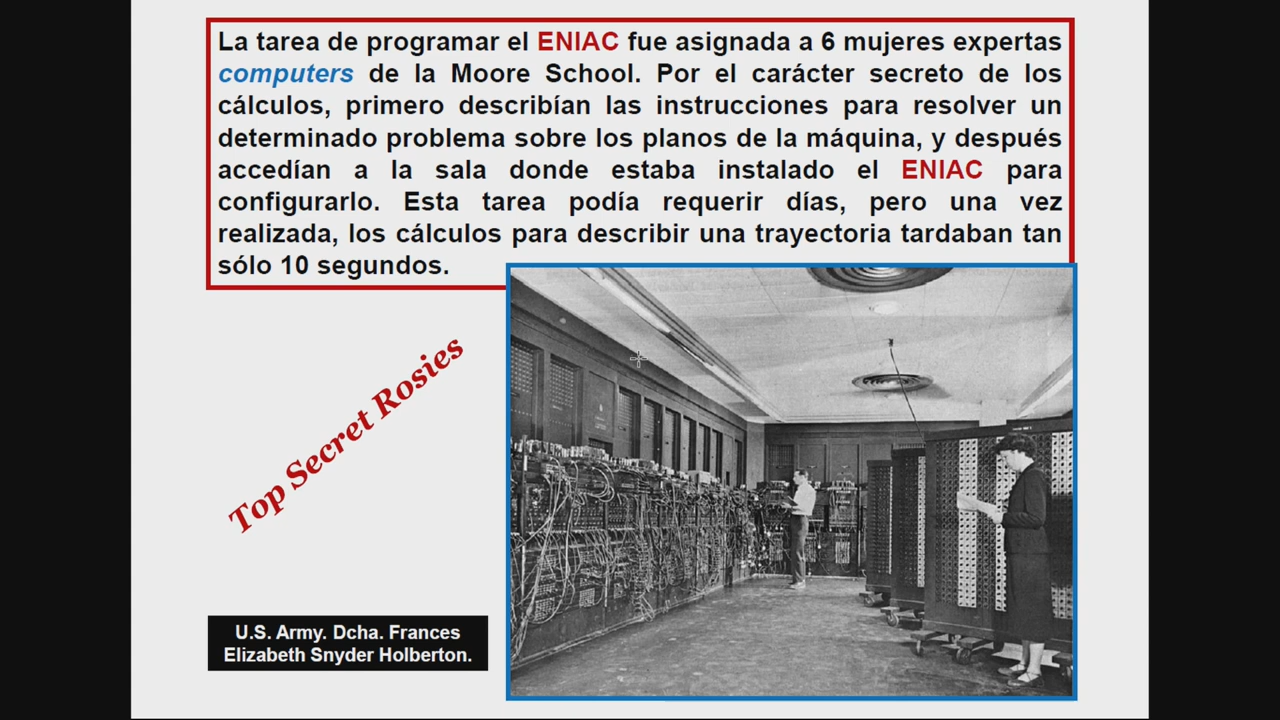 La tarea de programar el ENIAC fue asignada a 6 mujeres expertas
computers de la Moore School. Por el carácter secreto de los
cálculos, primero describían las instrucciones para resolver un
determinado problema sobre los planos de la máquina, y después
accedían a la sala donde estaba instalado el ENIAC para
configurarlo. Esta tarea podía requerir días, pero una vez
realizada, los cálculos para describir una trayectoria tardaban tan
sólo 10 segundos.
Top Secret Rosies
U.S. Army. Dcha. Frances
Elizabeth Snyder Holberton.